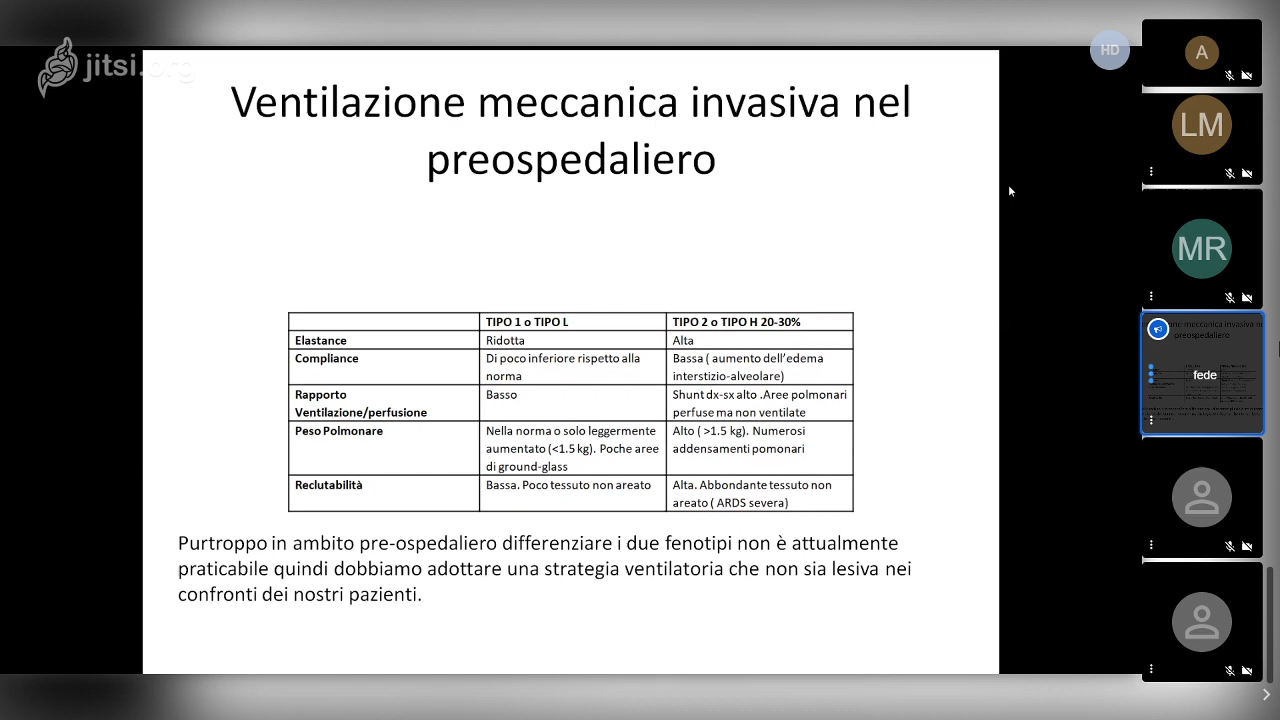 jitsi.org
HD
A
LM
MR
fede
Ventilazione meccanica invasiva nel
preospedaliero
TIPO 1 o TIPO L
TIPO 2 o TIPO H 20-30%
Elastance
Ridotta
Alta
Compliance
Di poco inferiore rispetto alla
norma
Bassa ( aumento dell'edema
interstizio-alveolare)
Rapporto
Ventilazione/perfusione
Basso
Shunt dx-sx alto .Aree polmonari
perfuse ma non ventilate
Peso Polmonare
Nella norma o solo leggermente
aumentato (<1.5 kg). Poche aree
di ground-glass
Alto ( >1.5 kg). Numerosi
addensamenti pomonari
Reclutabilità
Bassa. Poco tessuto non areato
Alta. Abbondante tessuto non
areato ( ARDS severa)
Purtroppo in ambito pre-ospedaliero differenziare i due fenotipi non è attualmente
praticabile quindi dobbiamo adottare una strategia ventilatoria che non sia lesiva nei
confronti dei nostri pazienti.